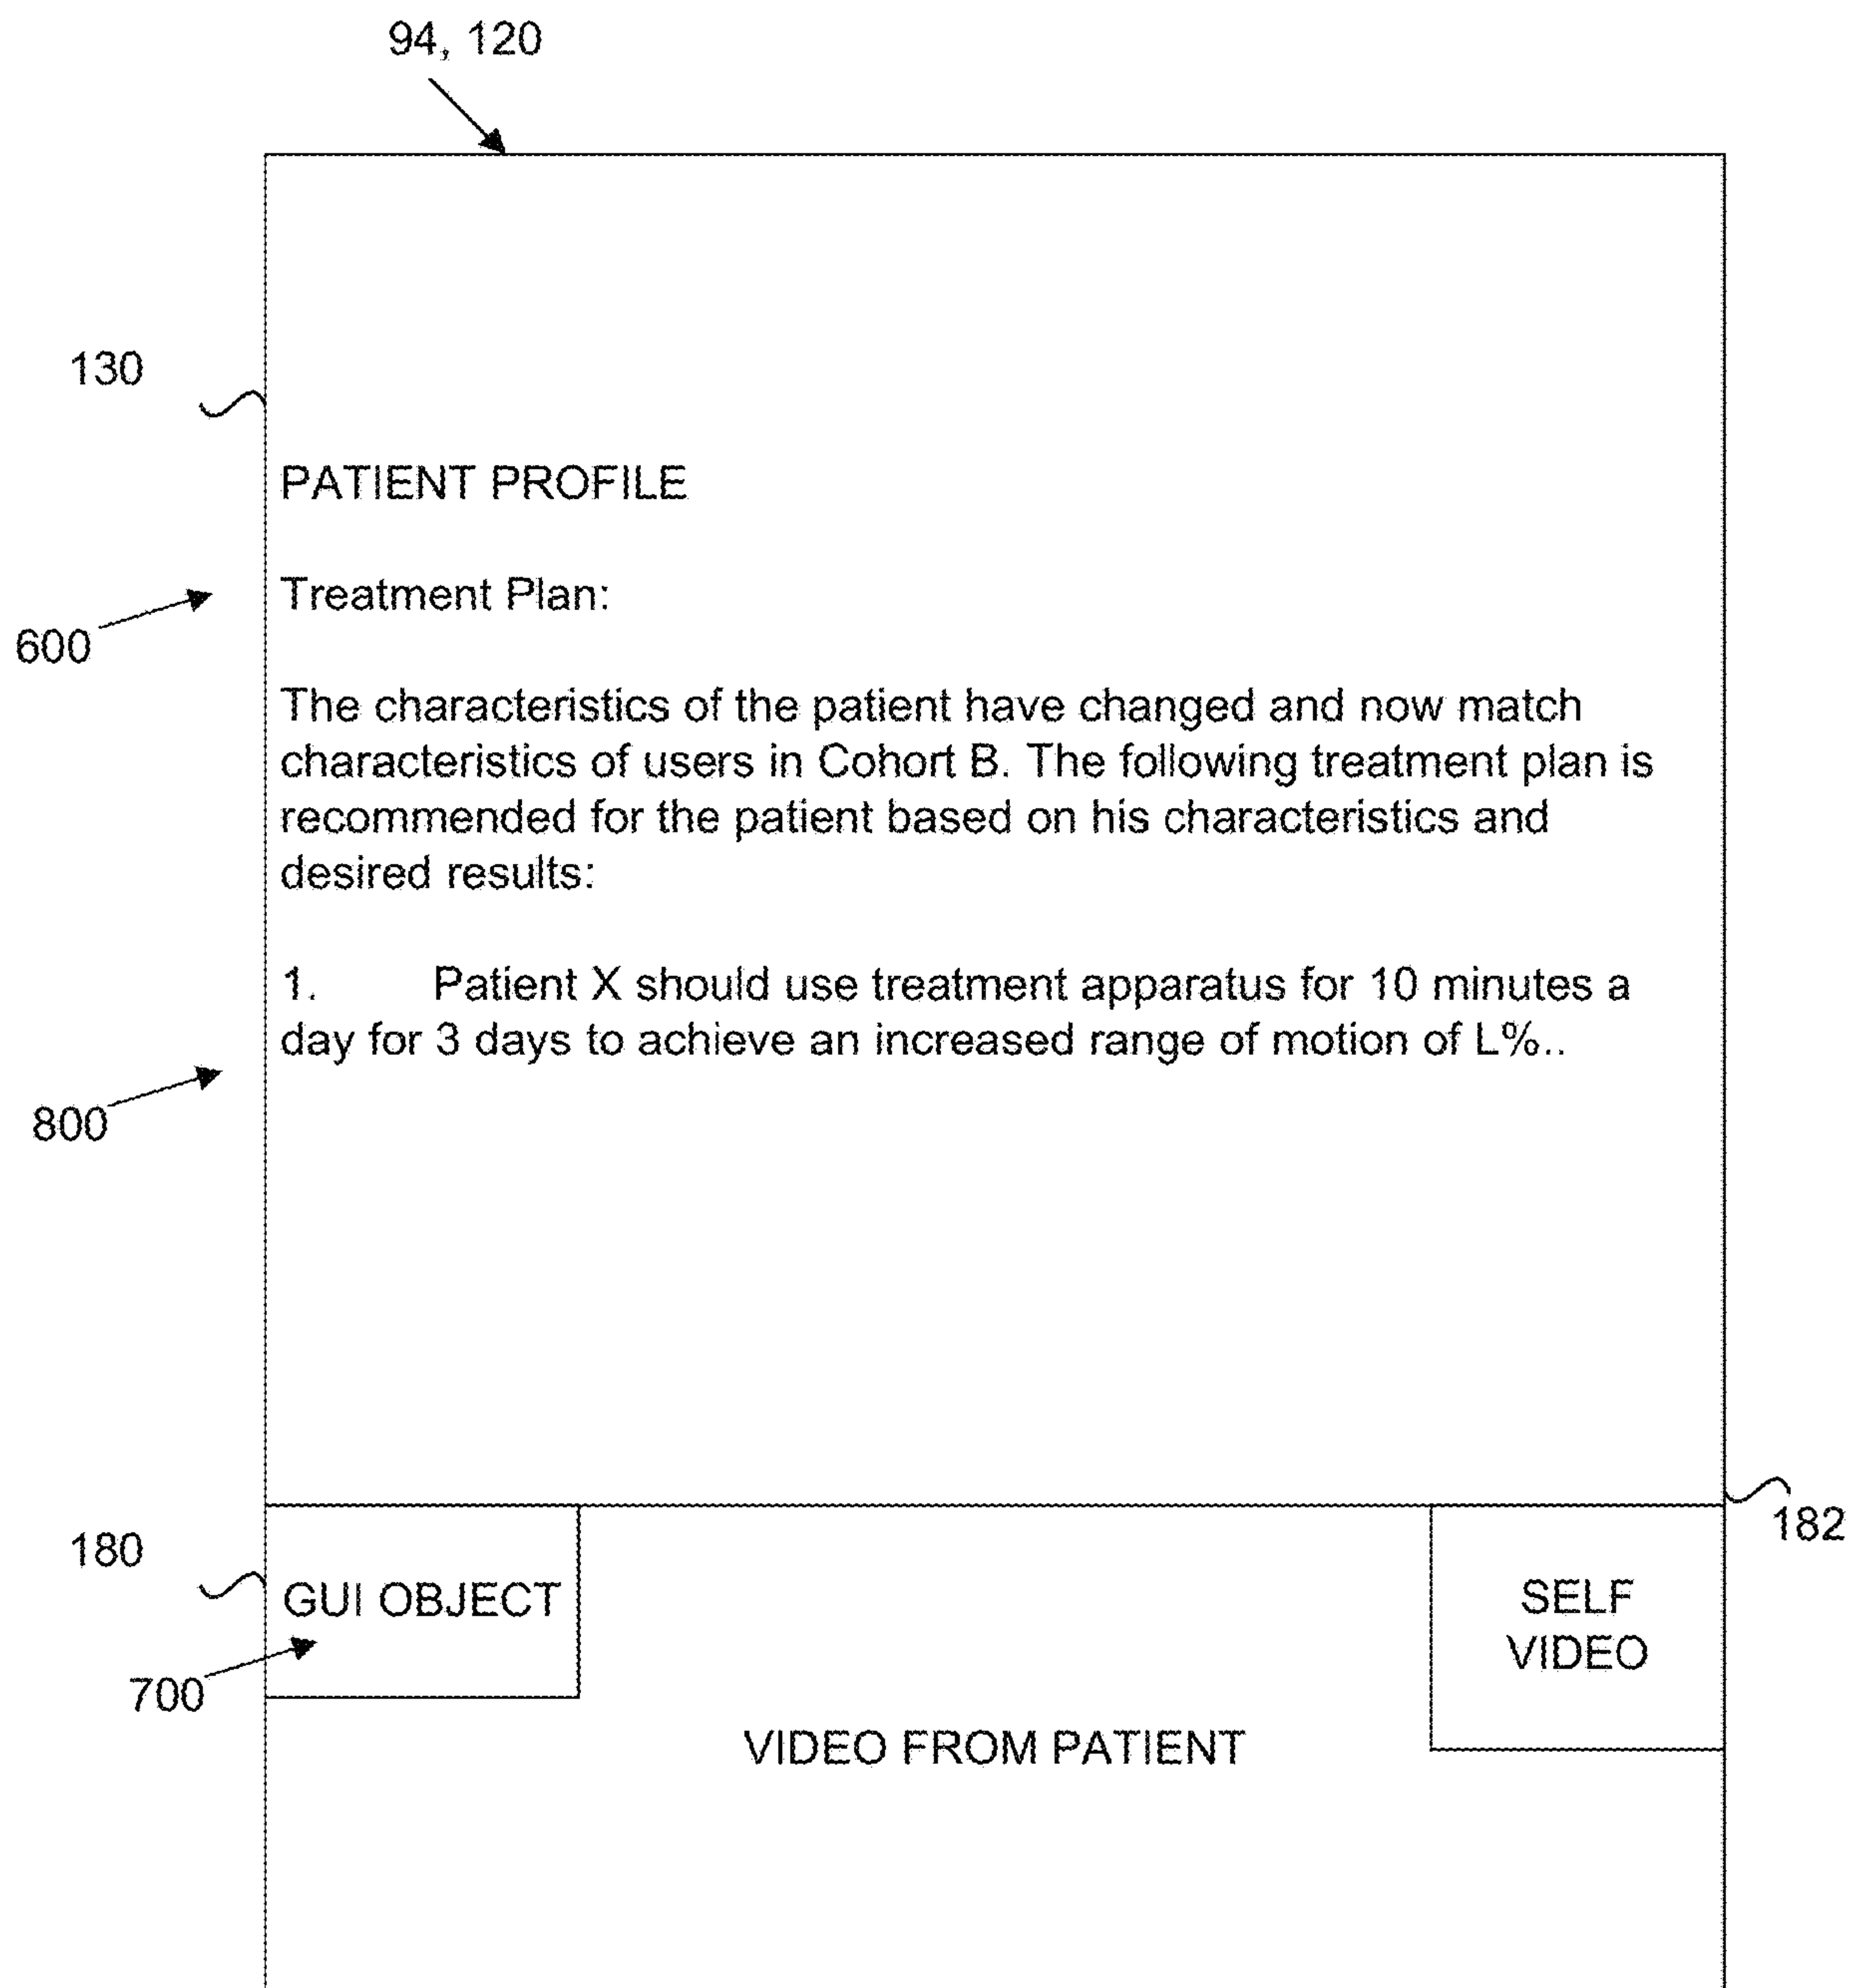 94, 120
130
PATIENT PROFILE
Treatment Plan:
600
The characteristics of the patient have changed and now match
characteristics of users in Cohort B. The following treatment plan is
recommended for the patient based on his characteristics and
desired results:
1. Patient X should use treatment apparatus for 10 minutes a
day for 3 days to achieve an increased range of motion of L%..
800
182
180
GUI OBJECT
SELF
VIDEO
700
VIDEO FROM PATIENT